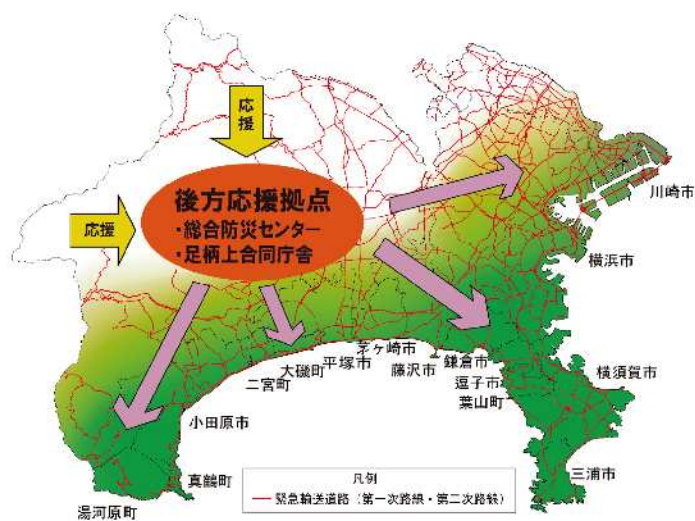 応
援
応援
後方応援拠点
・総合防災センター
・足柄上合同庁舎
川崎市
横浜市
茅ヶ崎市
平塚市
大磯町
二宮町
藤沢市
鎌倉市
逗子市
葉山町
横須賀市
小田原市
真鶴町
湯河原町
三浦市
凡例
緊急輸送道路（第一次路線・第二次路線）